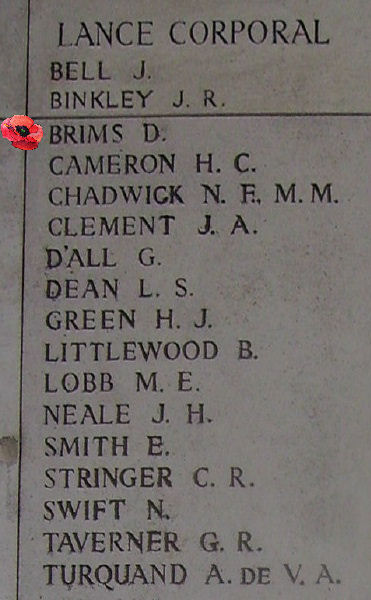 LANCE CORPORAL
BELL J.
BINKLEY J. R.
BRIMS D.
CAMERON H. C.
CHADWICK N. F., M. M.
CLEMENT J. A.
D'ALL G.
DEAN L. S.
GREEN H. J.
LITTLEWOOD B.
LOBB M. E.
NEALE J. H.
SMITH E.
STRINGER C. R.
SWIFT N.
TAVERNER G. R.
TURQUAND A. DE V. A.